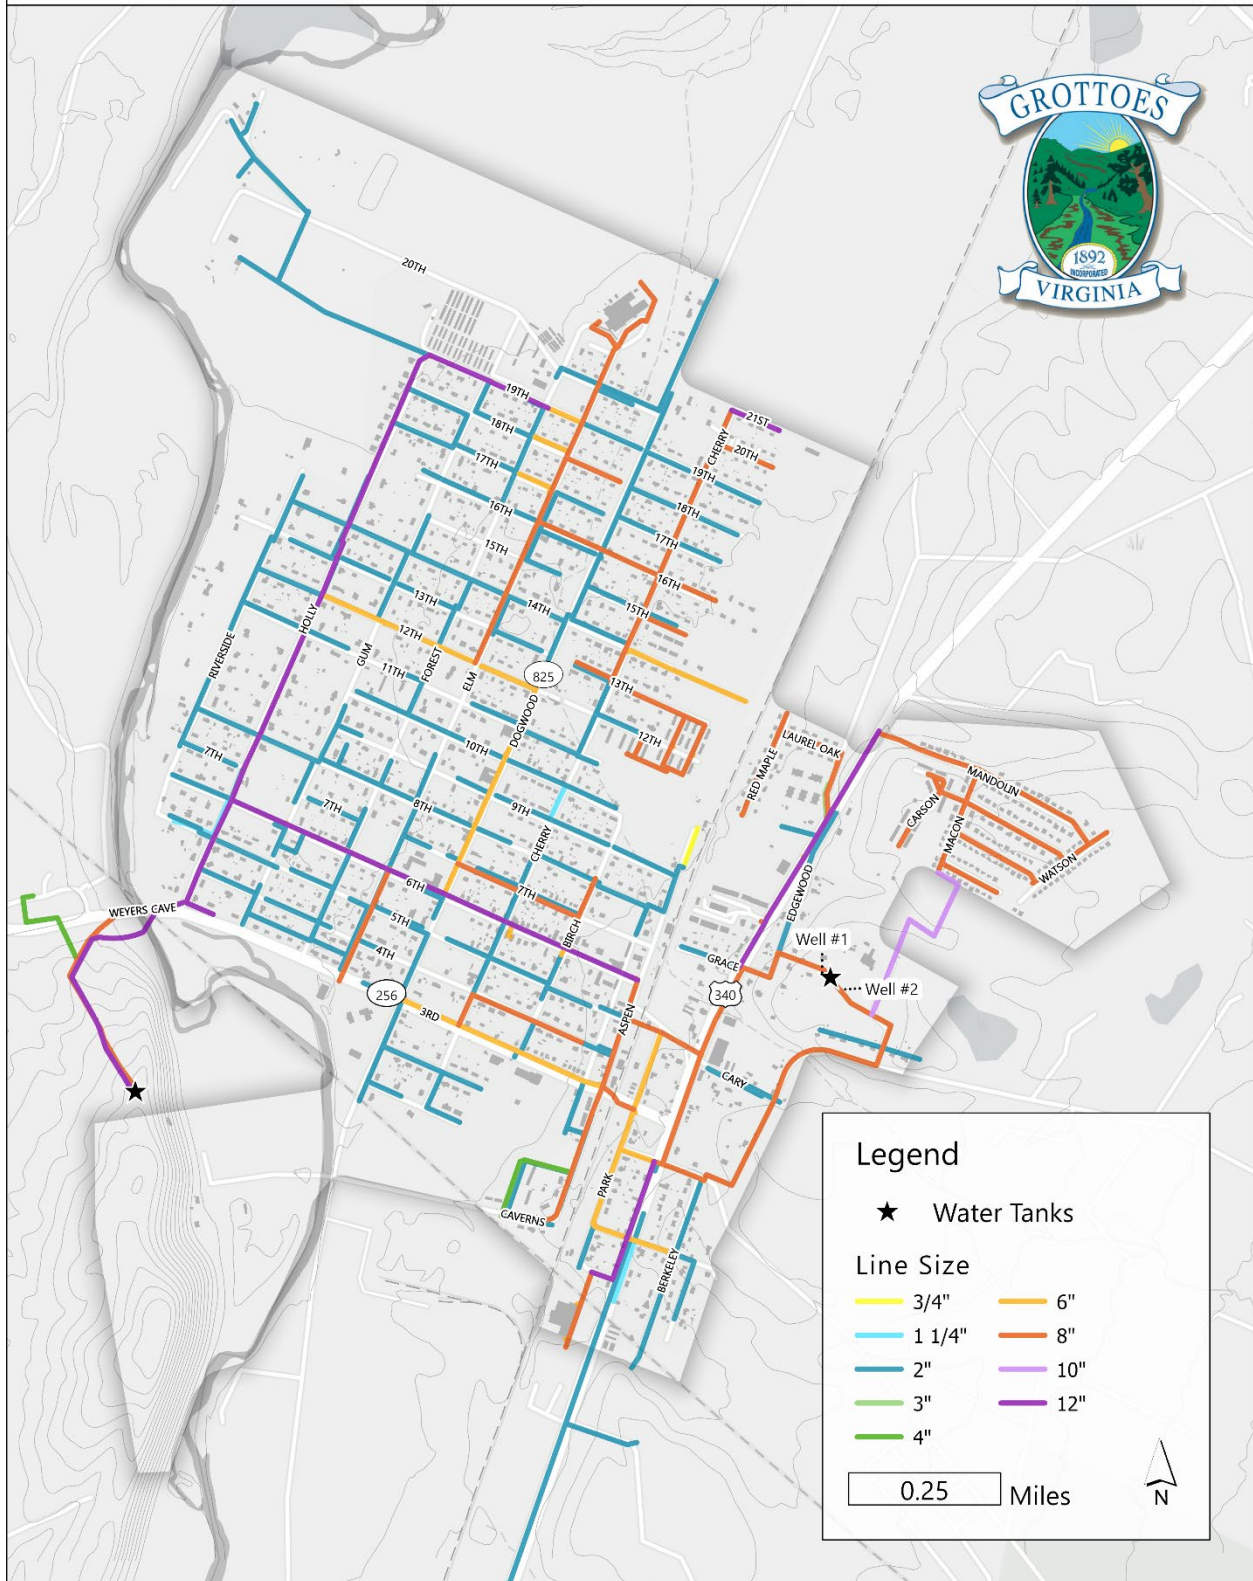 GROTTOES
1892
INCORPORATED
VIRGINIA
20TH
19TH
21ST
CHERRY
20TH
18TH
17TH
19TH
16TH
18TH
15TH
17TH
16TH
13TH
14TH
15TH
HOLLY
12TH
RIVERSIDE
GUM
FOREST
11TH
ELM
825
13TH
DOGWOOD
12TH
10TH
LAUREL OAK
RED MAPLE
7TH
MANDOLIN
7TH
8TH
9TH
CARSON
MACON
CHERRY
WATSON
6TH
7TH
EDGEWOOD
WEYERS CAVE
5TH
BIRCH
4TH
GRACE
Well #1
Well #2
256
340
3RD
ASPEN
CARY
PARK
CAVERNS
BERKELEY
Legend
Water Tanks
Line Size
3/4" 6"
1 1/4" 8"
2" 10"
3" 12"
4"
0.25 Miles
N